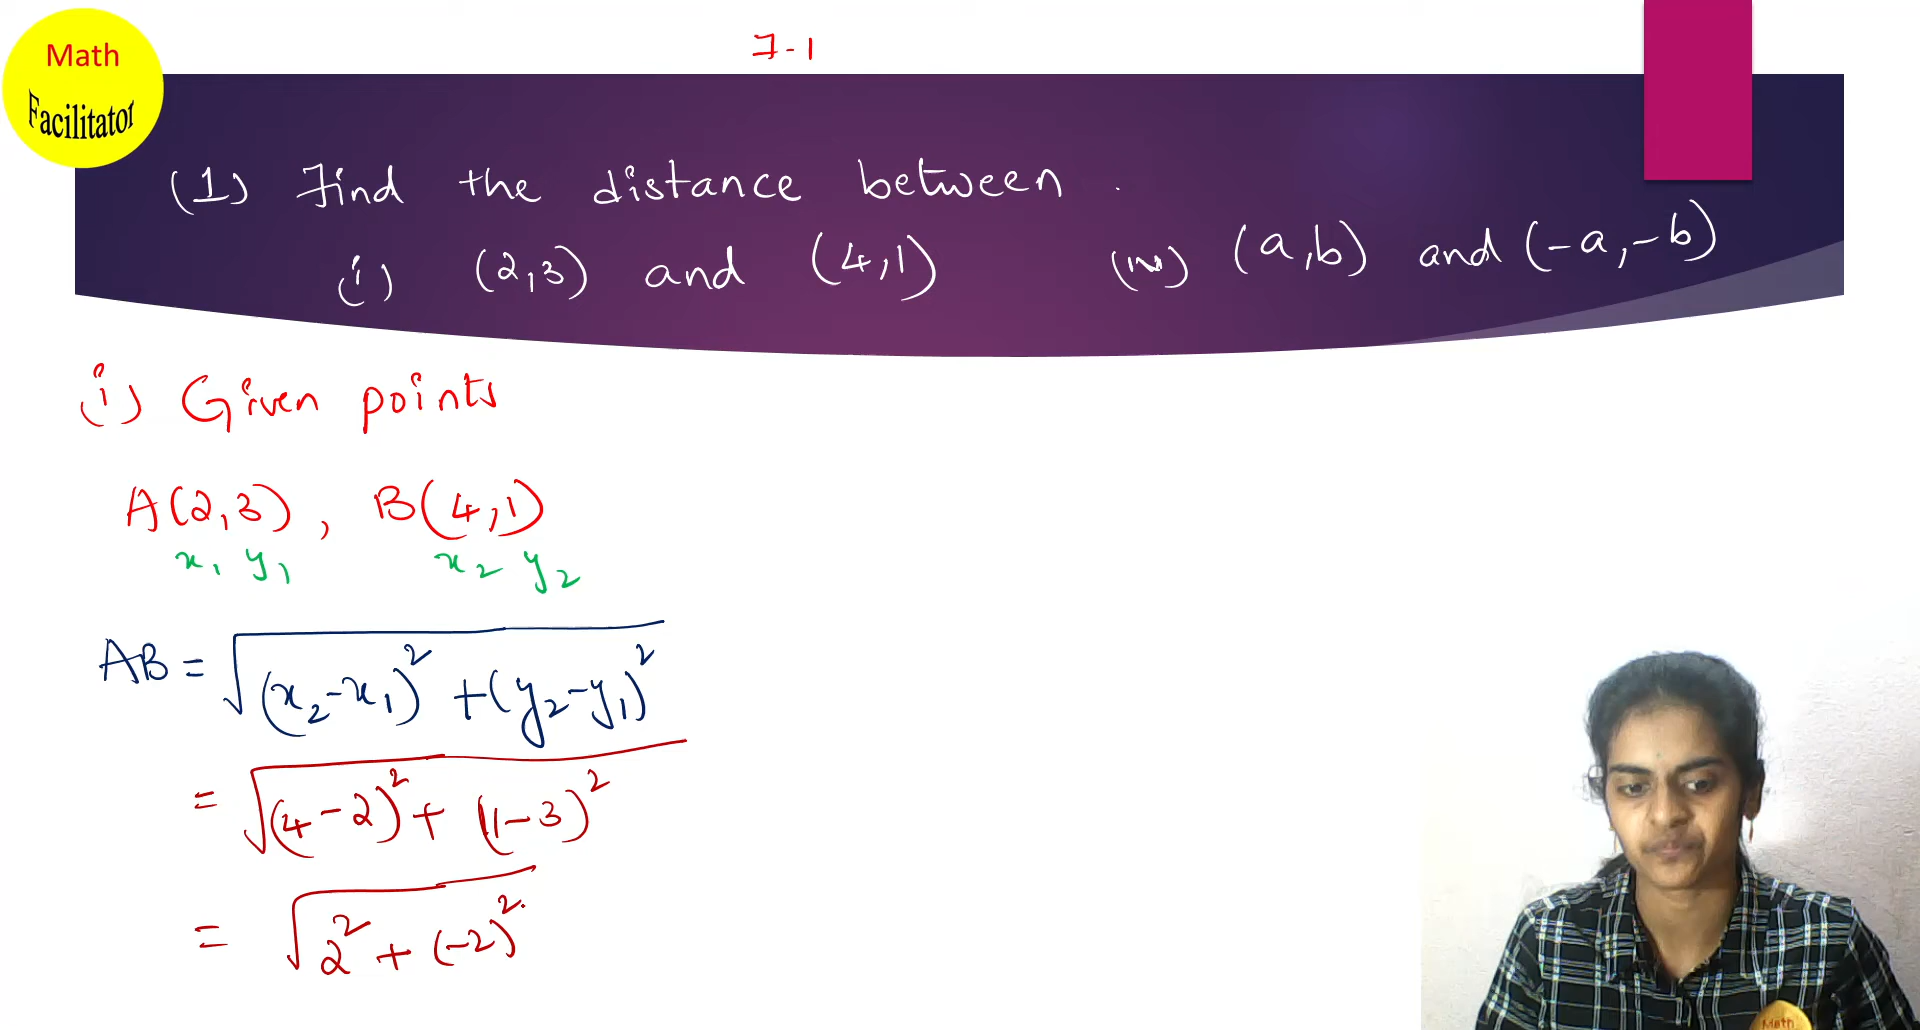 Math
Facilitator
7-1
(1) Find the distance between
(i) (2,3) and (4,1) (iv) (a,b) and (-a,-b)
(i) Given points
A(2,3), B(4,1)
x₁ y₁ x₂ y₂
AB = √(x₂-x₁)² + (y₂-y₁)²
= √(4-2)² + (1-3)²
= √2² + (-2)²
Math